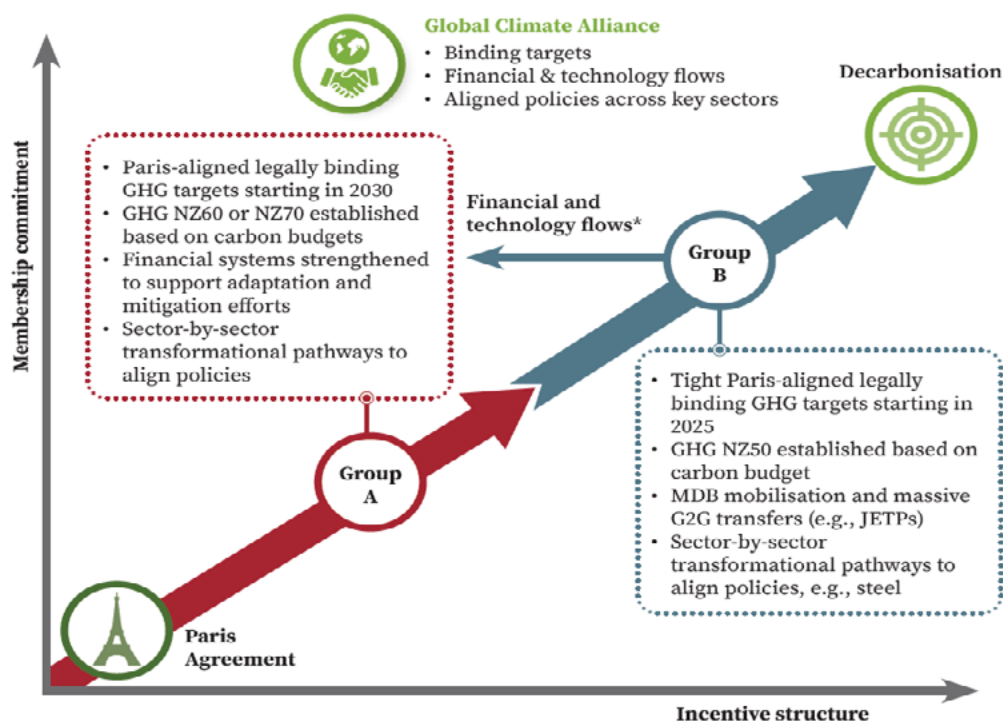 Global Climate Alliance
• Binding targets
• Financial & technology flows
• Aligned policies across key sectors
Decarbonisation
Membership commitment
• Paris-aligned legally binding
GHG targets starting in 2030
• GHG NZ60 or NZ70 established
based on carbon budgets
• Financial systems strengthened
to support adaptation and
mitigation efforts
• Sector-by-sector
transformational pathways to
align policies
Financial and
technology flows*
Group
B
Group
A
• Tight Paris-aligned legally
binding GHG targets starting in
2025
• GHG NZ50 established based on
carbon budget
• MDB mobilisation and massive
G2G transfers (e.g., JETPs)
• Sector-by-sector
transformational pathways to
align policies, e.g., steel
Paris
Agreement
Incentive structure